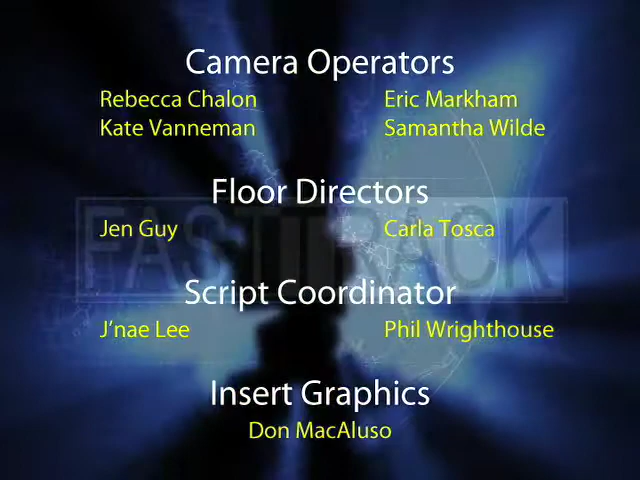 Camera Operators
Rebecca Chalon Eric Markham
Kate Vanneman Samantha Wilde
Floor Directors
Jen Guy Carla Tosca
FASTTRACK
Script Coordinator
J'nae Lee Phil Wrighthouse
Insert Graphics
Don MacAluso